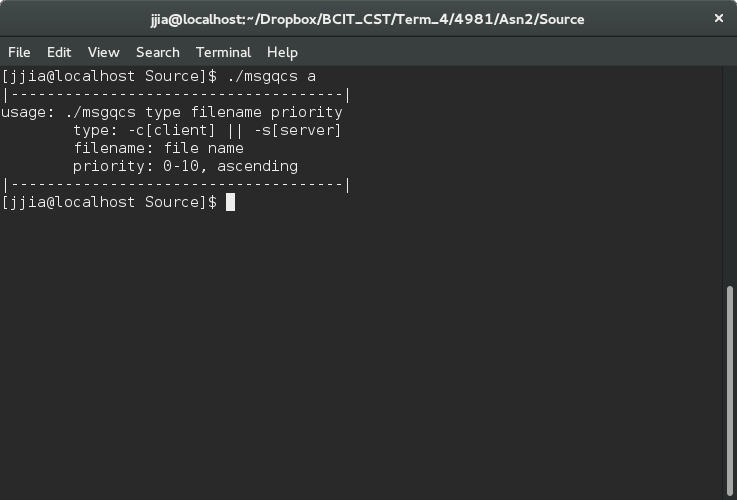 jjia@localhost:~/Dropbox/BCIT_CST/Term_4/4981/Asn2/Source ×
File Edit View Search Terminal Help
[jjia@localhost Source]$ ./msgqcs a
|-------------------------------------|
usage: ./msgqcs type filename priority
        type: -c[client] || -s[server]
        filename: file name
        priority: 0-10, ascending
|-------------------------------------|
[jjia@localhost Source]$